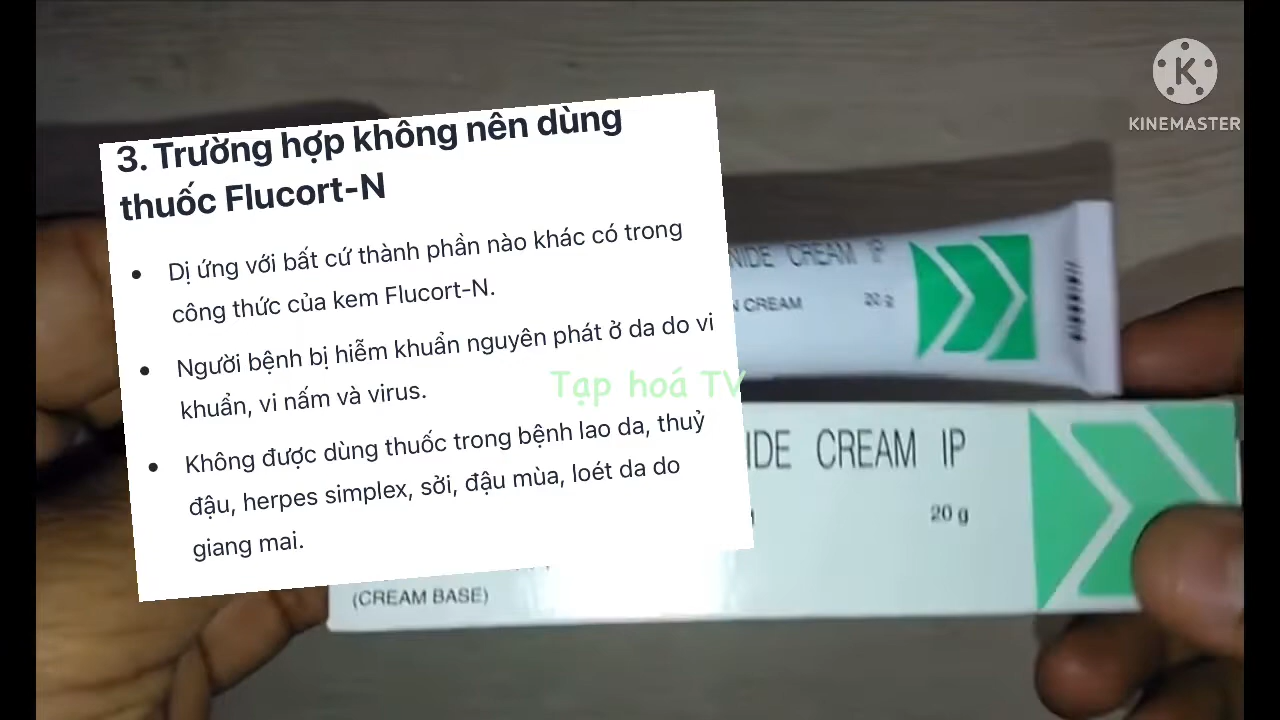 KINEMASTER
3. Trường hợp không nên dùng
thuốc Flucort-N
• Dị ứng với bất cứ thành phần nào khác có trong
công thức của kem Flucort-N.
• Người bệnh bị hiễm khuẩn nguyên phát ở da do vi
khuẩn, vi nấm và virus.
• Không được dùng thuốc trong bệnh lao da, thuỷ
đậu, herpes simplex, sởi, đậu mùa, loét da do
giang mai.
Tạp hoá TV
NIDE CREAM IP
N CREAM 20 g
IDE CREAM IP
20 g
(CREAM BASE)